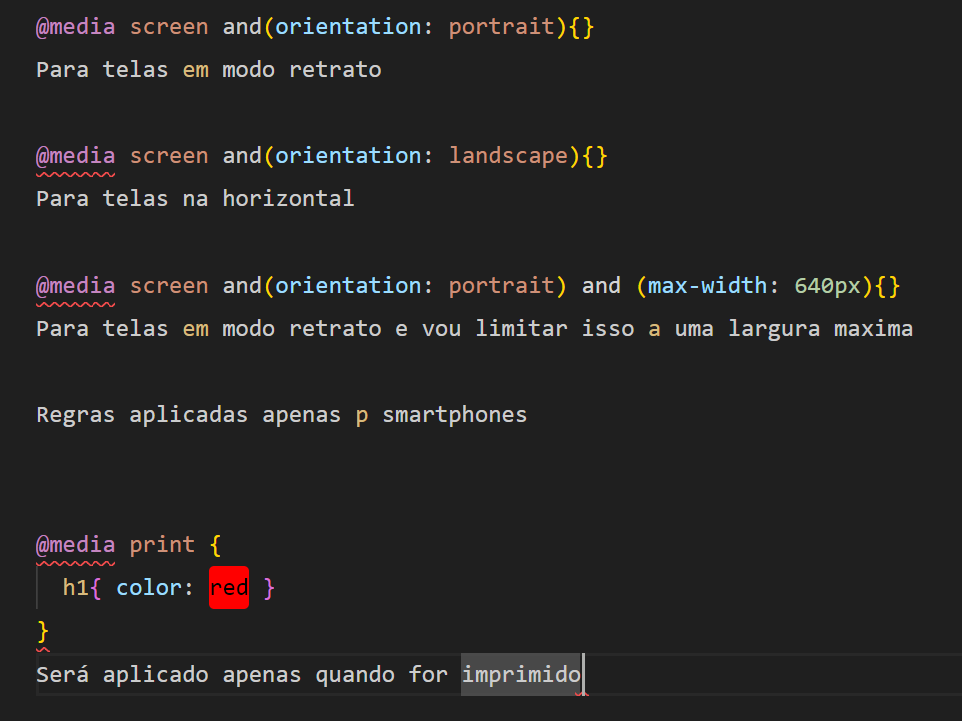 @media screen and(orientation: portrait){}
Para telas em modo retrato
@media screen and(orientation: landscape){}
Para telas na horizontal
@media screen and(orientation: portrait) and (max-width: 640px){}
Para telas em modo retrato e vou limitar isso a uma largura maxima
Regras aplicadas apenas p smartphones
@media print {
h1{ color: red }
}
Será aplicado apenas quando for imprimido